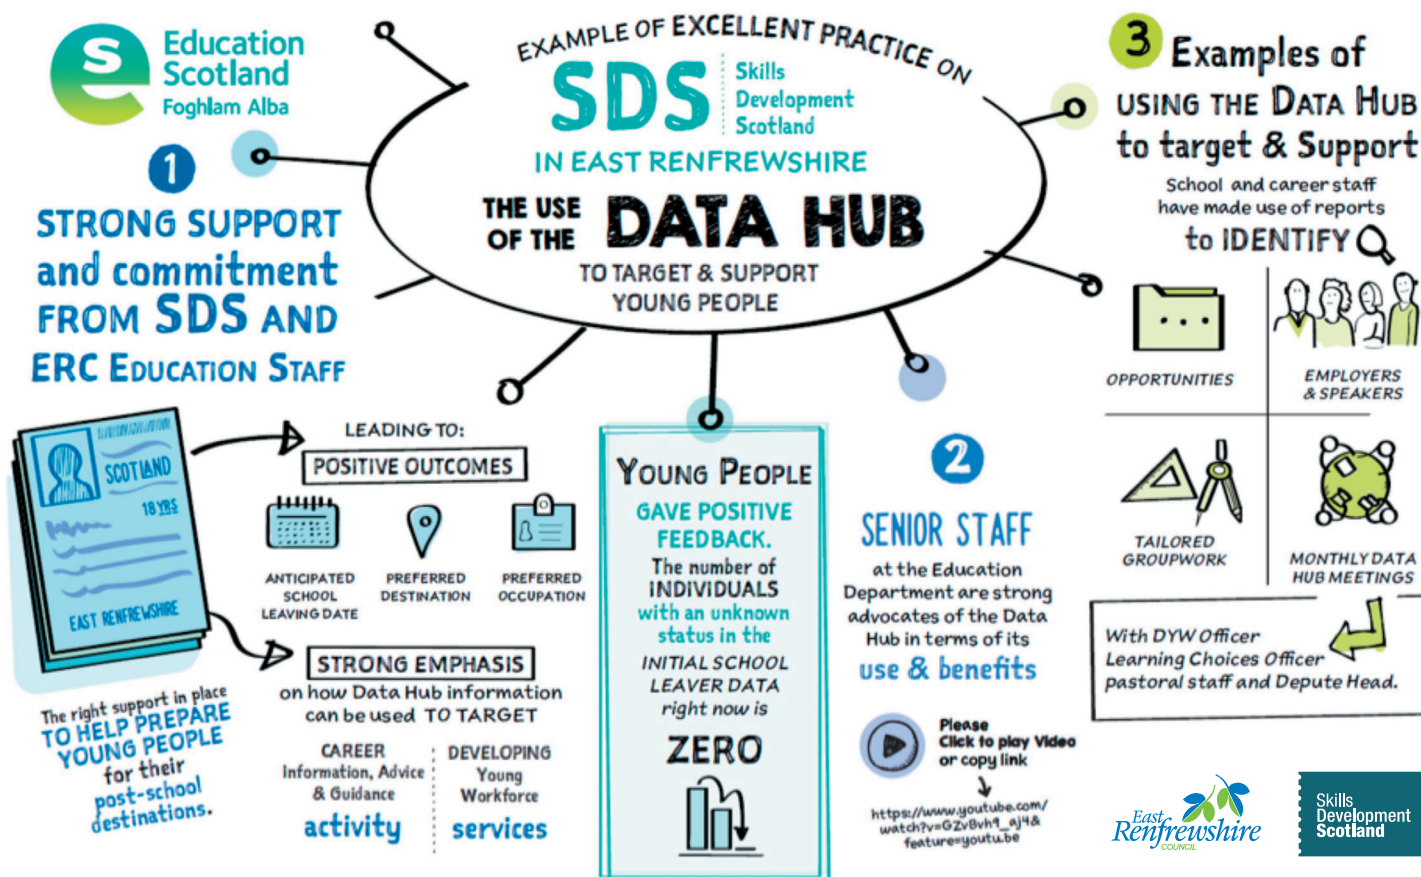 Education
Scotland
Foghlam Alba
EXAMPLE OF EXCELLENT PRACTICE ON
SDS
Skills
Development
Scotland
IN EAST RENFREWSHIRE
THE USE
OF THE
DATA HUB
TO TARGET & SUPPORT
YOUNG PEOPLE
1
STRONG SUPPORT
and commitment
FROM SDS AND
ERC EDUCATION STAFF
SCOTLAND
18 YRS
EAST RENFREWSHIRE
The right support in place
TO HELP PREPARE
YOUNG PEOPLE
for their
post-school
destinations.
LEADING TO:
POSITIVE OUTCOMES
ANTICIPATED
SCHOOL
LEAVING DATE
PREFERRED
DESTINATION
PREFERRED
OCCUPATION
STRONG EMPHASIS
on how Data Hub information
can be used TO TARGET
CAREER
Information, Advice
& Guidance
activity
DEVELOPING
Young
Workforce
services
YOUNG PEOPLE
GAVE POSITIVE
FEEDBACK.
The number of
INDIVIDUALS
with an unknown
status in the
INITIAL SCHOOL
LEAVER DATA
right now is
ZERO
2
SENIOR STAFF
at the Education
Department are strong
advocates of the Data
Hub in terms of its
use & benefits
Please
Click to play Video
or copy link
https://www.youtube.com/
watch?v=GZvBvh9_aj4&
feature=youtu.be
3 Examples of
USING THE DATA HUB
to target & Support
School and career staff
have made use of reports
to IDENTIFY
OPPORTUNITIES
EMPLOYERS
& SPEAKERS
TAILORED
GROUPWORK
MONTHLY DATA
HUB MEETINGS
With DYW Officer
Learning Choices Officer
pastoral staff and Depute Head.
East
Renfrewshire
COUNCIL
Skills
Development
Scotland